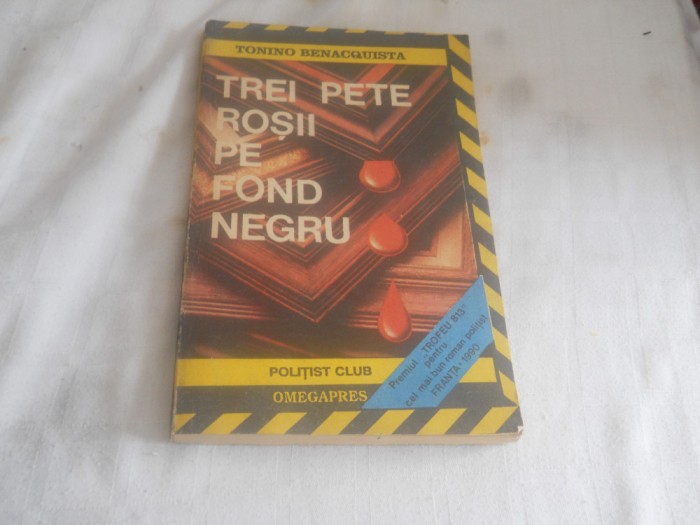 TONINO BENACQUISTA
TREI PETE
ROȘII
PE
FOND
NEGRU
Premiul „TROFEU 813”
pentru
cel mai bun roman polițist,
FRANȚA - 1990
POLIȚIST CLUB
OMEGAPRES